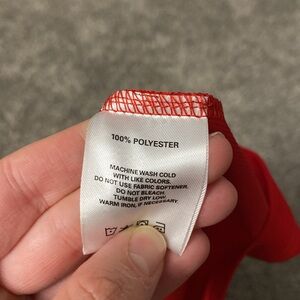 100% POLYESTER
MACHINE WASH COLD
WITH LIKE COLORS.
DO NOT USE FABRIC SOFTENER.
DO NOT BLEACH.
TUMBLE DRY LOW.
WARM IRON, IF NECESSARY.